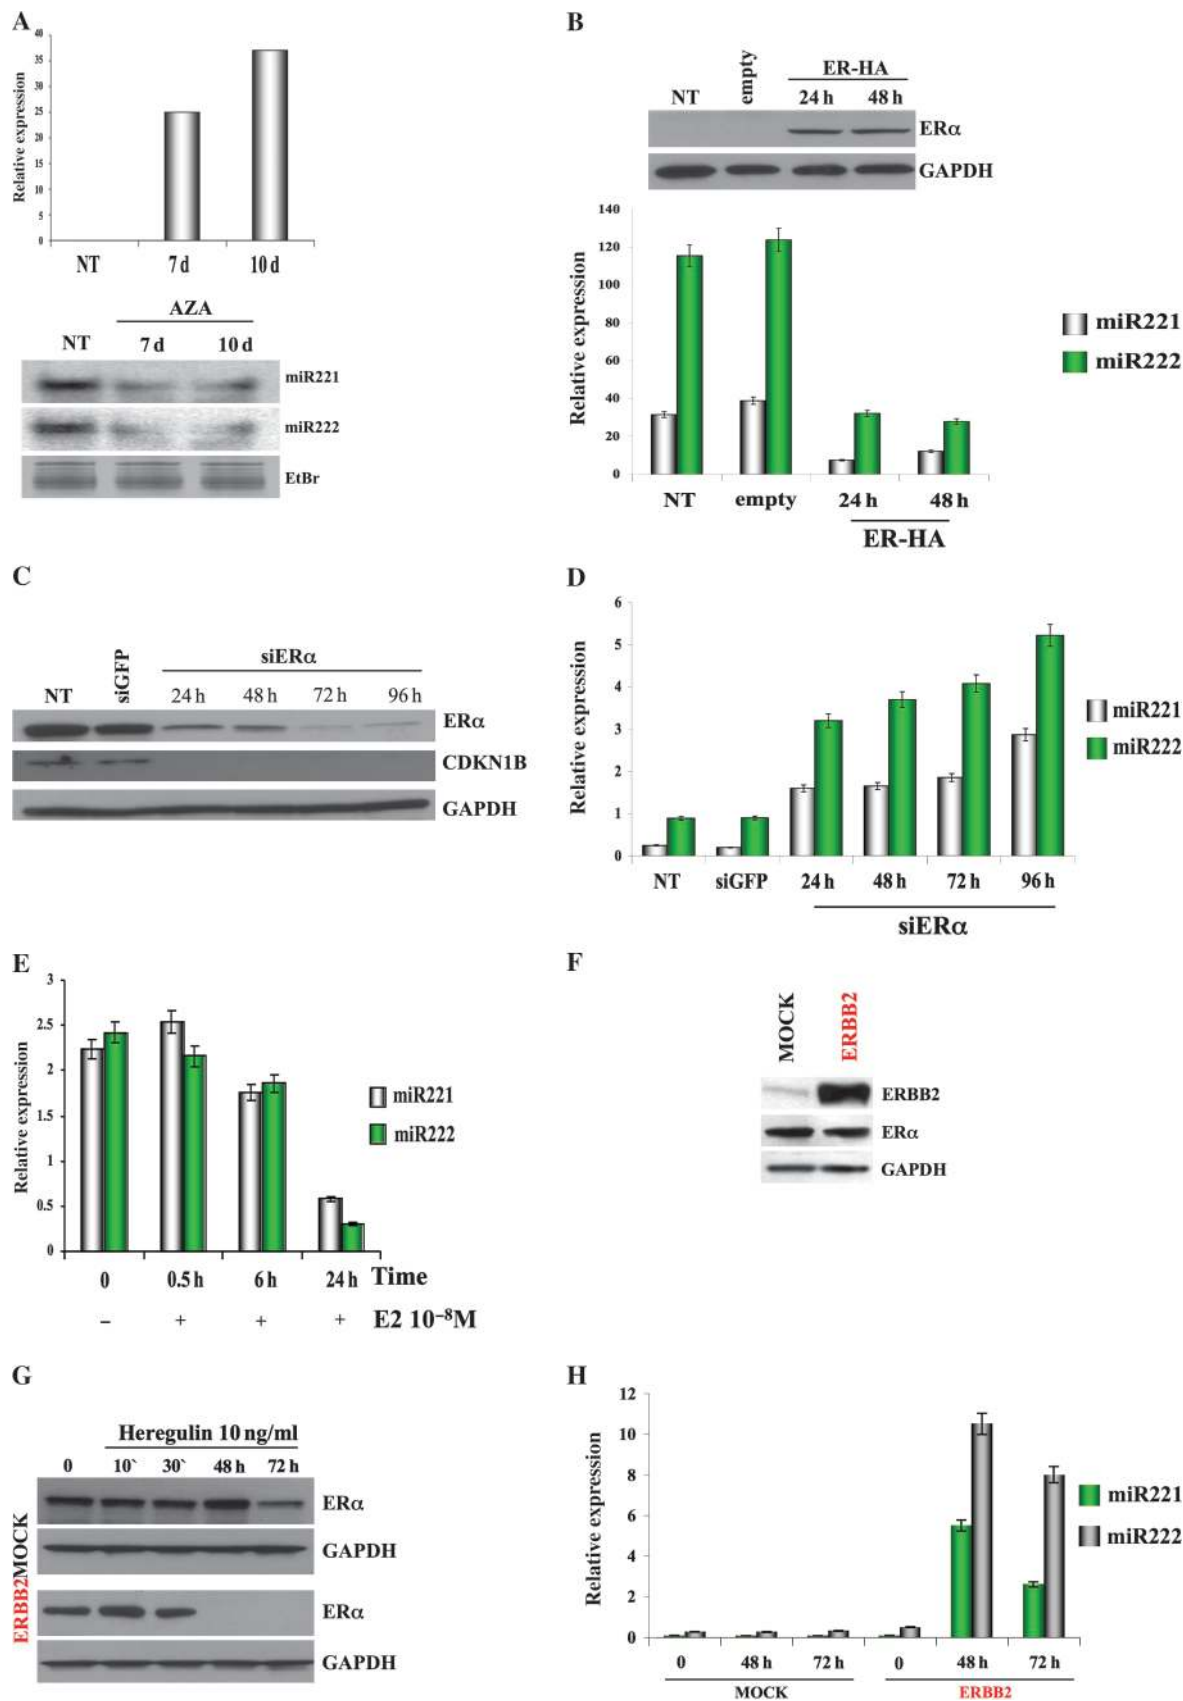 A
Relative expression
40
35
30
25
20
15
10
5
0
NT 7 d 10 d
AZA
NT 7 d 10 d
miR221
miR222
EtBr
B
ER-HA
NT empty 24 h 48 h
ERα
GAPDH
Relative expression
140
120
100
80
60
40
20
0
miR221
miR222
NT empty 24 h 48 h
ER-HA
C
siERα
NT siGFP 24 h 48 h 72 h 96 h
ERα
CDKN1B
GAPDH
D
Relative expression
6
5
4
3
2
1
0
miR221
miR222
NT siGFP 24 h 48 h 72 h 96 h
siERα
E
Relative expression
3
2.5
2
1.5
1
0.5
0
miR221
miR222
0 0.5 h 6 h 24 h Time
– + + + E2 10⁻⁸M
F
MOCK ERBB2
ERBB2
ERα
GAPDH
G
Heregulin 10 ng/ml
0 10` 30` 48 h 72 h
MOCK
ERα
GAPDH
ERBB2
ERα
GAPDH
H
Relative expression
12
10
8
6
4
2
0
miR221
miR222
0 48 h 72 h 0 48 h 72 h
MOCK ERBB2